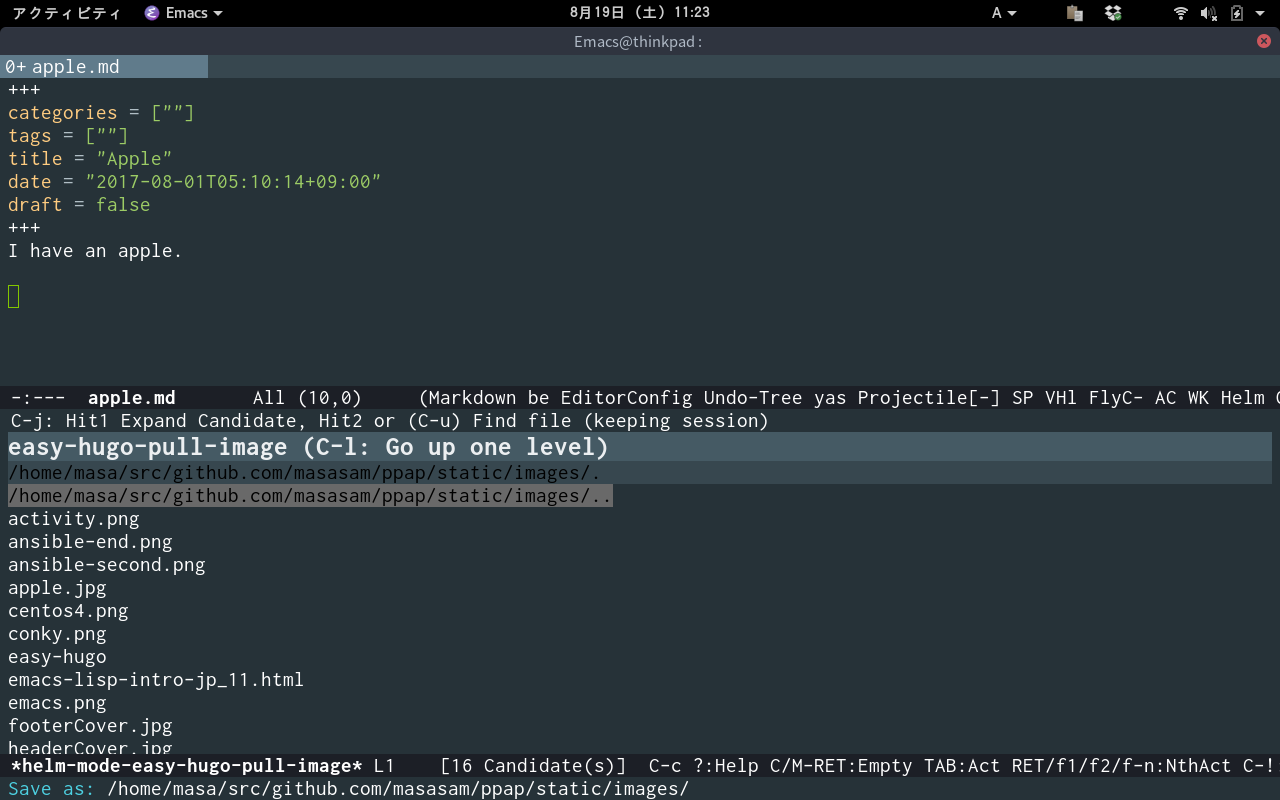 アクティビティ Emacs 8月19日 (土) 11:23 A
Emacs@thinkpad:
0+ apple.md
+++
categories = [""]
tags = [""]
title = "Apple"
date = "2017-08-01T05:10:14+09:00"
draft = false
+++
I have an apple.
-:--- apple.md All (10,0) (Markdown be EditorConfig Undo-Tree yas Projectile[-] SP VHl FlyC- AC WK Helm
C-j: Hit1 Expand Candidate, Hit2 or (C-u) Find file (keeping session)
easy-hugo-pull-image (C-l: Go up one level)
/home/masa/src/github.com/masasam/ppap/static/images/.
/home/masa/src/github.com/masasam/ppap/static/images/..
activity.png
ansible-end.png
ansible-second.png
apple.jpg
centos4.png
conky.png
easy-hugo
emacs-lisp-intro-jp_11.html
emacs.png
footerCover.jpg
headerCover.jpg
*helm-mode-easy-hugo-pull-image* L1 [16 Candidate(s)] C-c ?:Help C/M-RET:Empty TAB:Act RET/f1/f2/f-n:NthAct C-!
Save as: /home/masa/src/github.com/masasam/ppap/static/images/